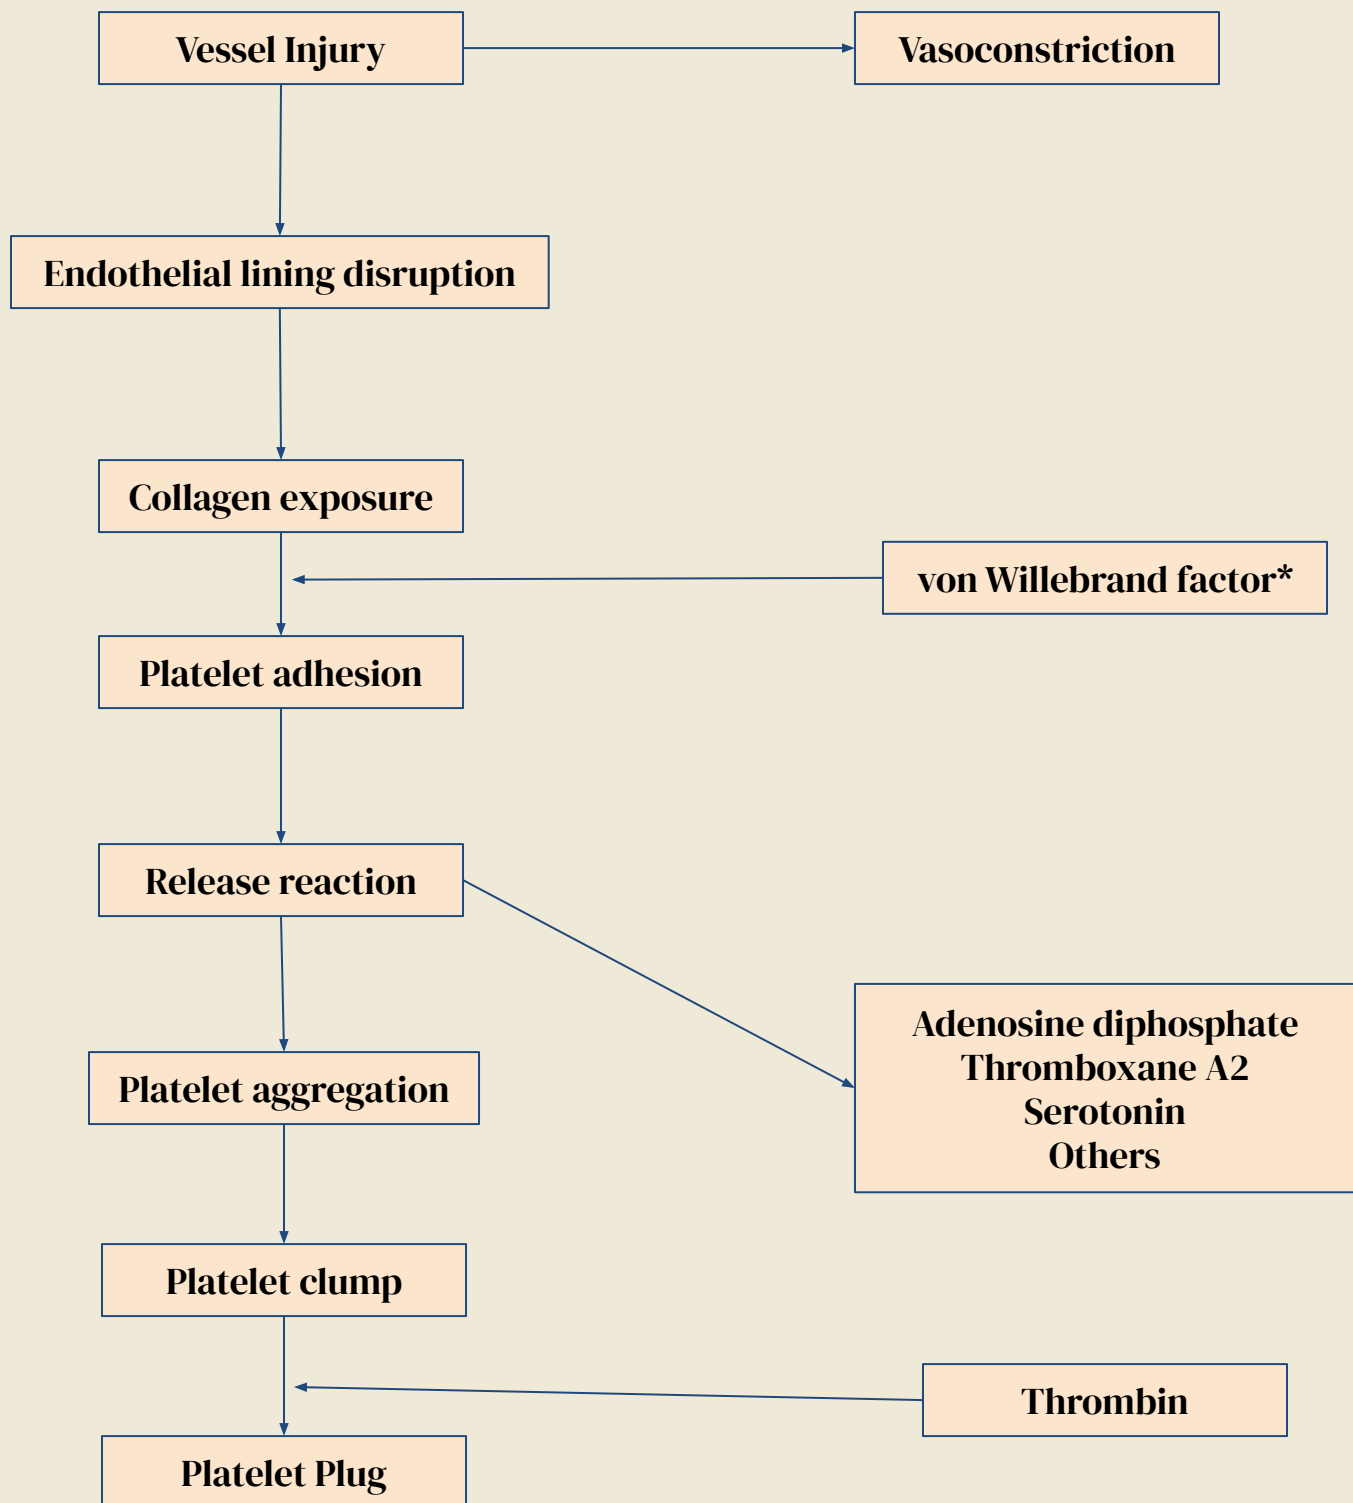 Vessel Injury
Vasoconstriction
Endothelial lining disruption
Collagen exposure
von Willebrand factor*
Platelet adhesion
Release reaction
Adenosine diphosphate
Thromboxane A2
Serotonin
Others
Platelet aggregation
Platelet clump
Thrombin
Platelet Plug